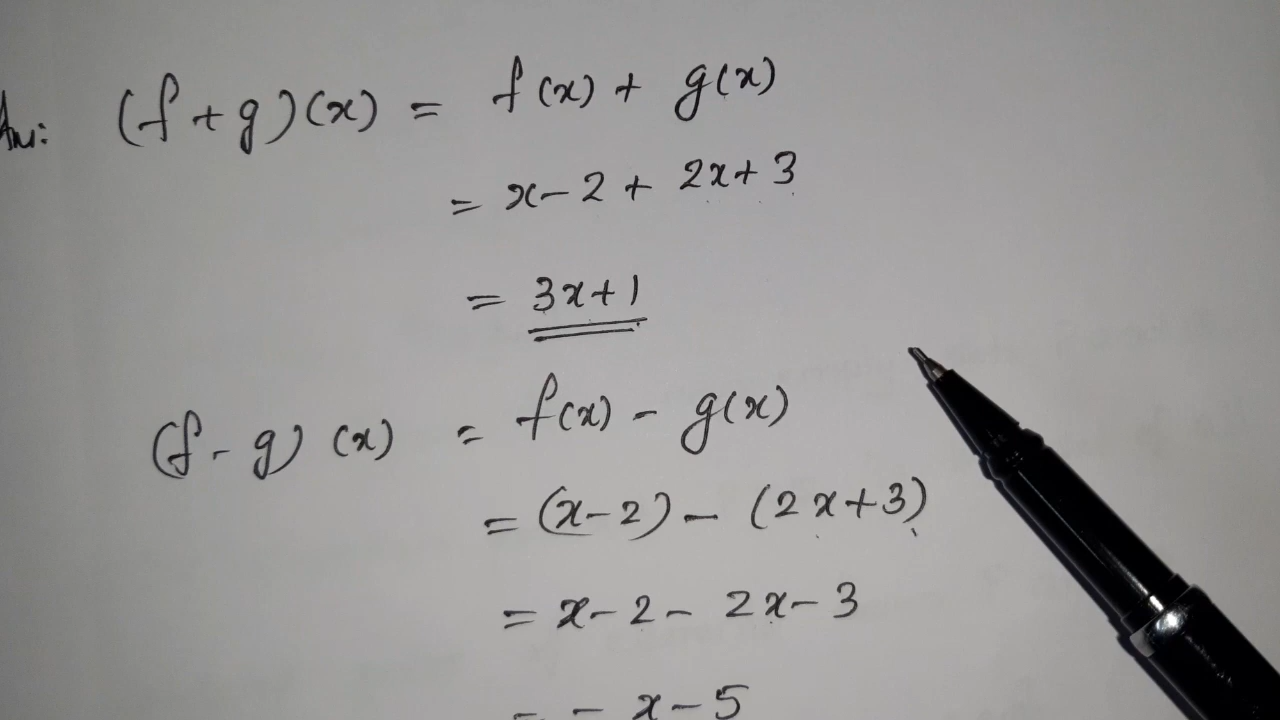 Ans: (f+g)(x) = f(x) + g(x)
= x-2 + 2x+3
= 3x+1
(f-g)(x) = f(x) - g(x)
= (x-2) - (2x+3)
= x-2-2x-3
= -x-5